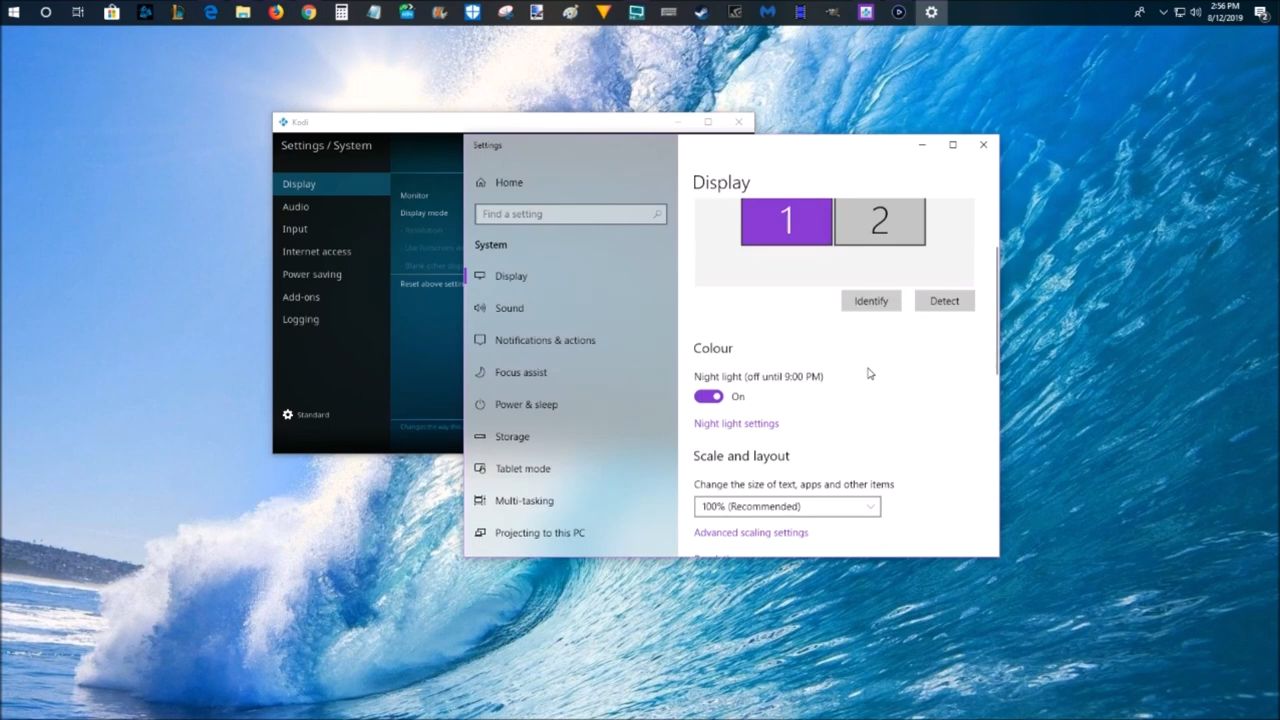 2:56 PM
8/12/2019
2
Kodi
Settings / System
Display
Audio
Input
Internet access
Power saving
Add-ons
Logging
Standard
Monitor
Display mode
- Resolution
Reset above settin
Settings
Home
Find a setting
System
Display
Sound
Notifications & actions
Focus assist
Power & sleep
Storage
Tablet mode
Multi-tasking
Projecting to this PC
Display
1 2
Identify Detect
Colour
Night light (off until 9:00 PM)
On
Night light settings
Scale and layout
Change the size of text, apps and other items
100% (Recommended)
Advanced scaling settings